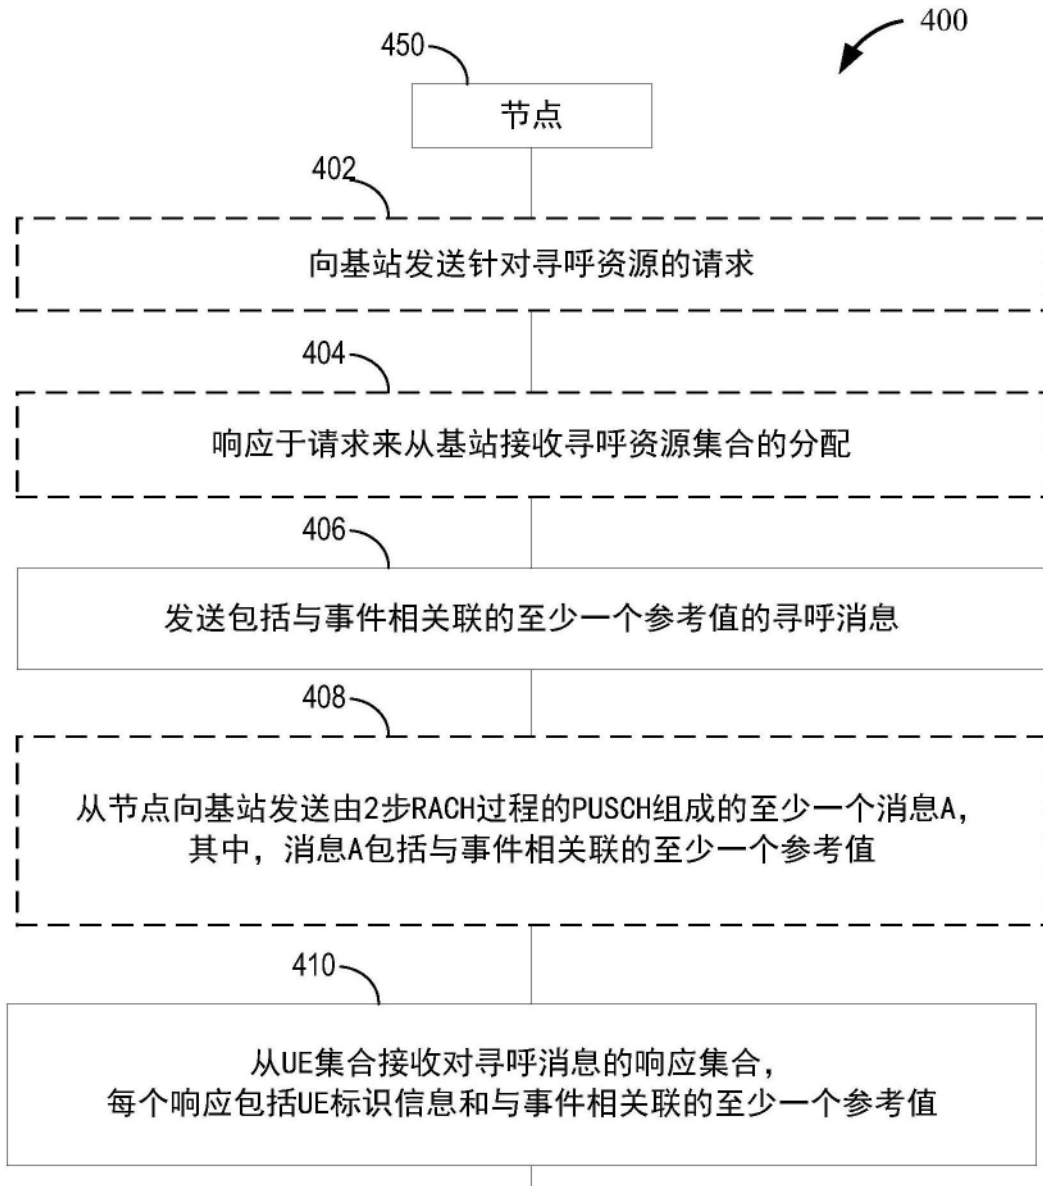 400
450
节点
402
向基站发送针对寻呼资源的请求
404
响应于请求来从基站接收寻呼资源集合的分配
406
发送包括与事件相关联的至少一个参考值的寻呼消息
408
从节点向基站发送由2步RACH过程的PUSCH组成的至少一个消息A，
其中，消息A包括与事件相关联的至少一个参考值
410
从UE集合接收对寻呼消息的响应集合，
每个响应包括UE标识信息和与事件相关联的至少一个参考值